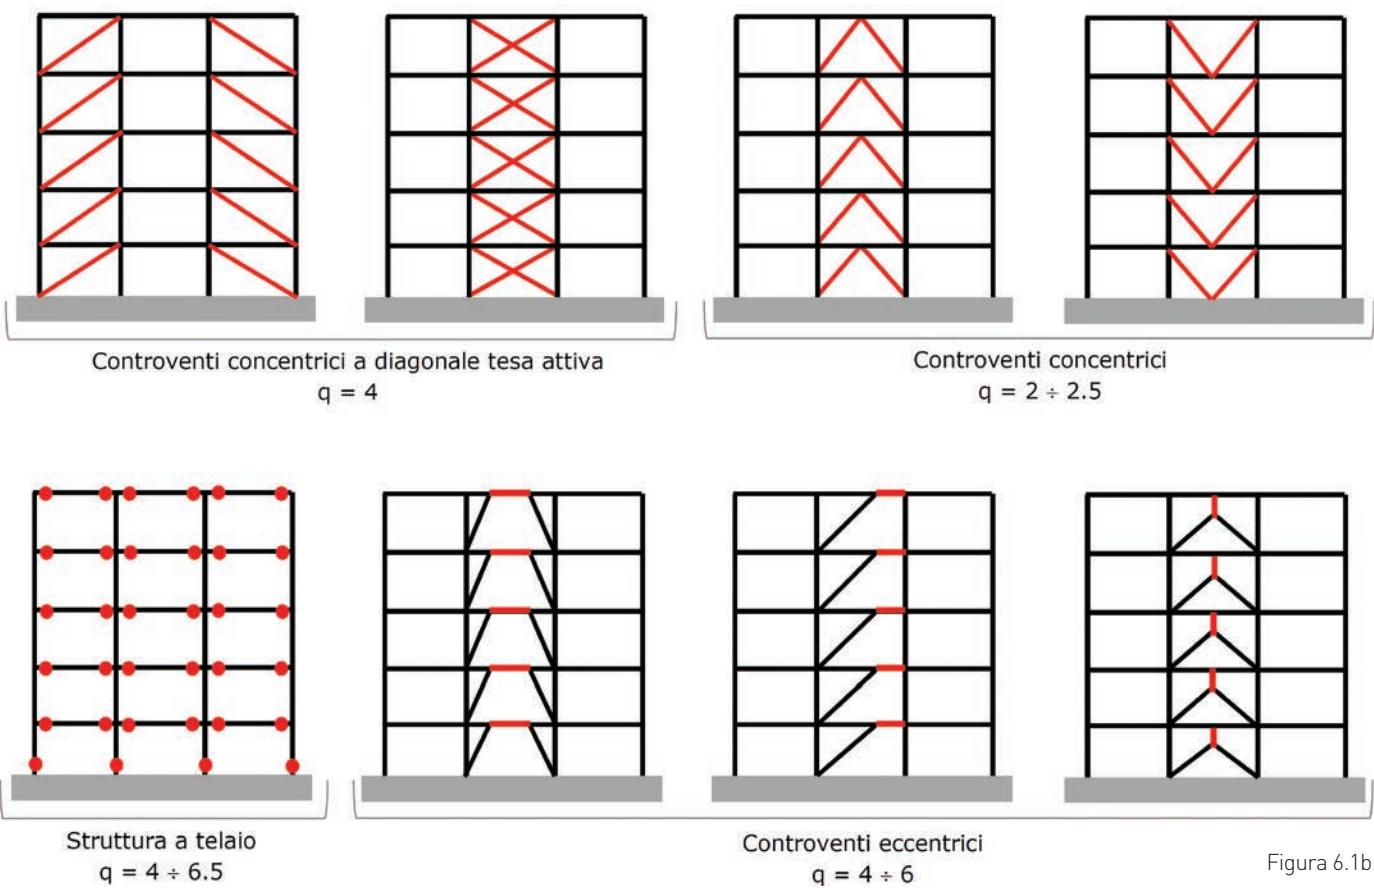 Controventi concentrici a diagonale tesa attiva
q = 4
Controventi concentrici
q = 2 ÷ 2.5
Struttura a telaio
q = 4 ÷ 6.5
Controventi eccentrici
q = 4 ÷ 6
Figura 6.1b